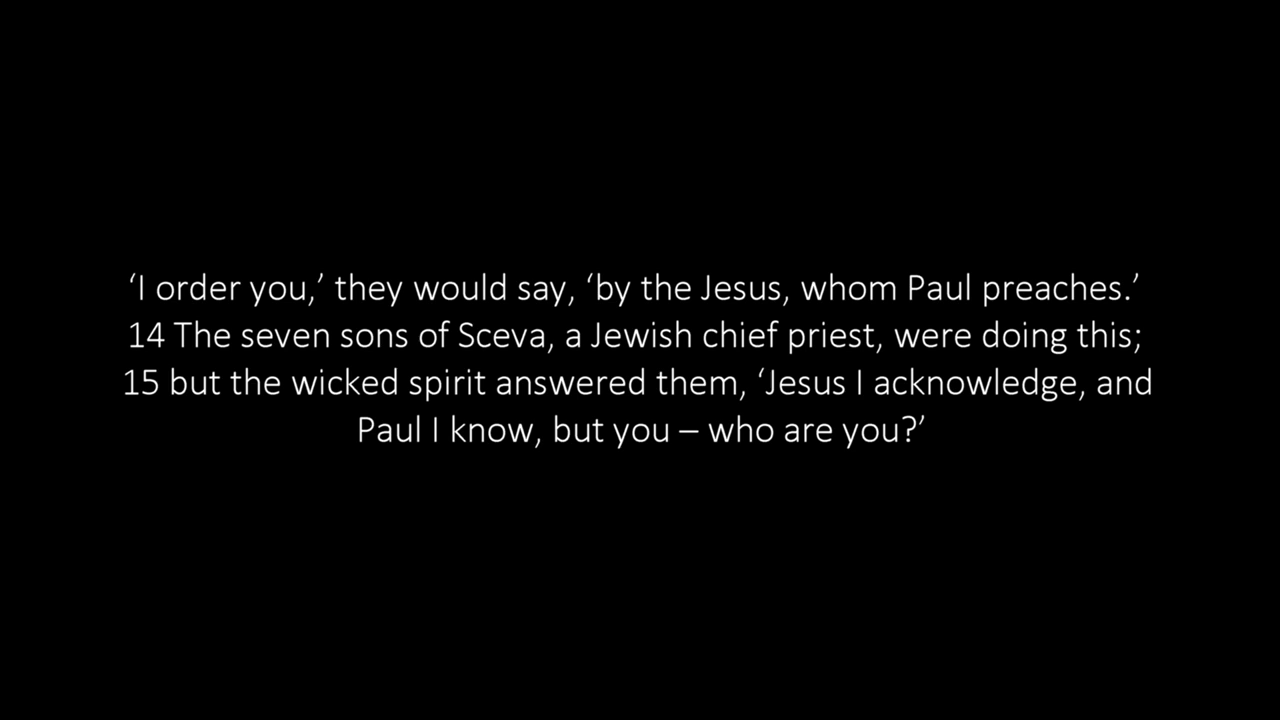 ‘I order you,’ they would say, ‘by the Jesus, whom Paul preaches.’
14 The seven sons of Sceva, a Jewish chief priest, were doing this;
15 but the wicked spirit answered them, ‘Jesus I acknowledge, and
Paul I know, but you – who are you?’